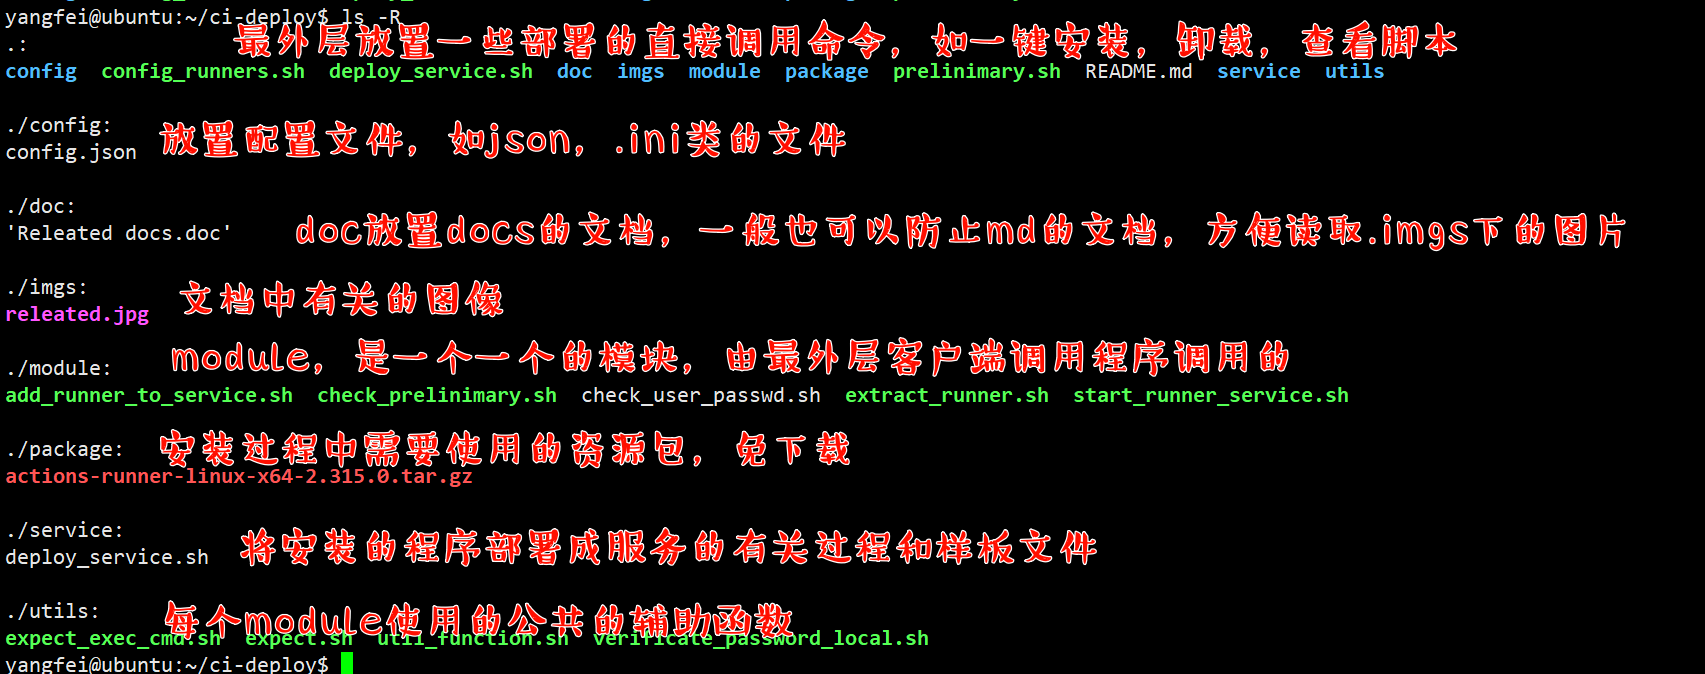 yangfei@ubuntu:~/ci-deploy$ ls -R
.:
最外层放置一些部署的直接调用命令，如一键安装，卸载，查看脚本
config config_runners.sh deploy_service.sh doc imgs module package prelinimary.sh README.md service utils
./config:
放置配置文件，如json，.ini类的文件
config.json
./doc:
'Releated docs.doc'
doc放置docs的文档，一般也可以防止md的文档，方便读取.imgs下的图片
./imgs:
文档中有关的图像
releated.jpg
module，是一个一个的模块，由最外层客户端调用程序调用的
./module:
add_runner_to_service.sh check_prelinimary.sh check_user_passwd.sh extract_runner.sh start_runner_service.sh
./package:
安装过程中需要使用的资源包，免下载
actions-runner-linux-x64-2.315.0.tar.gz
./service:
将安装的程序部署成服务的有关过程和样板文件
deploy_service.sh
./utils:
每个module使用的公共的辅助函数
expect_exec_cmd.sh expect.sh util_function.sh verificate_password_local.sh
yangfei@ubuntu:~/ci-deploy$